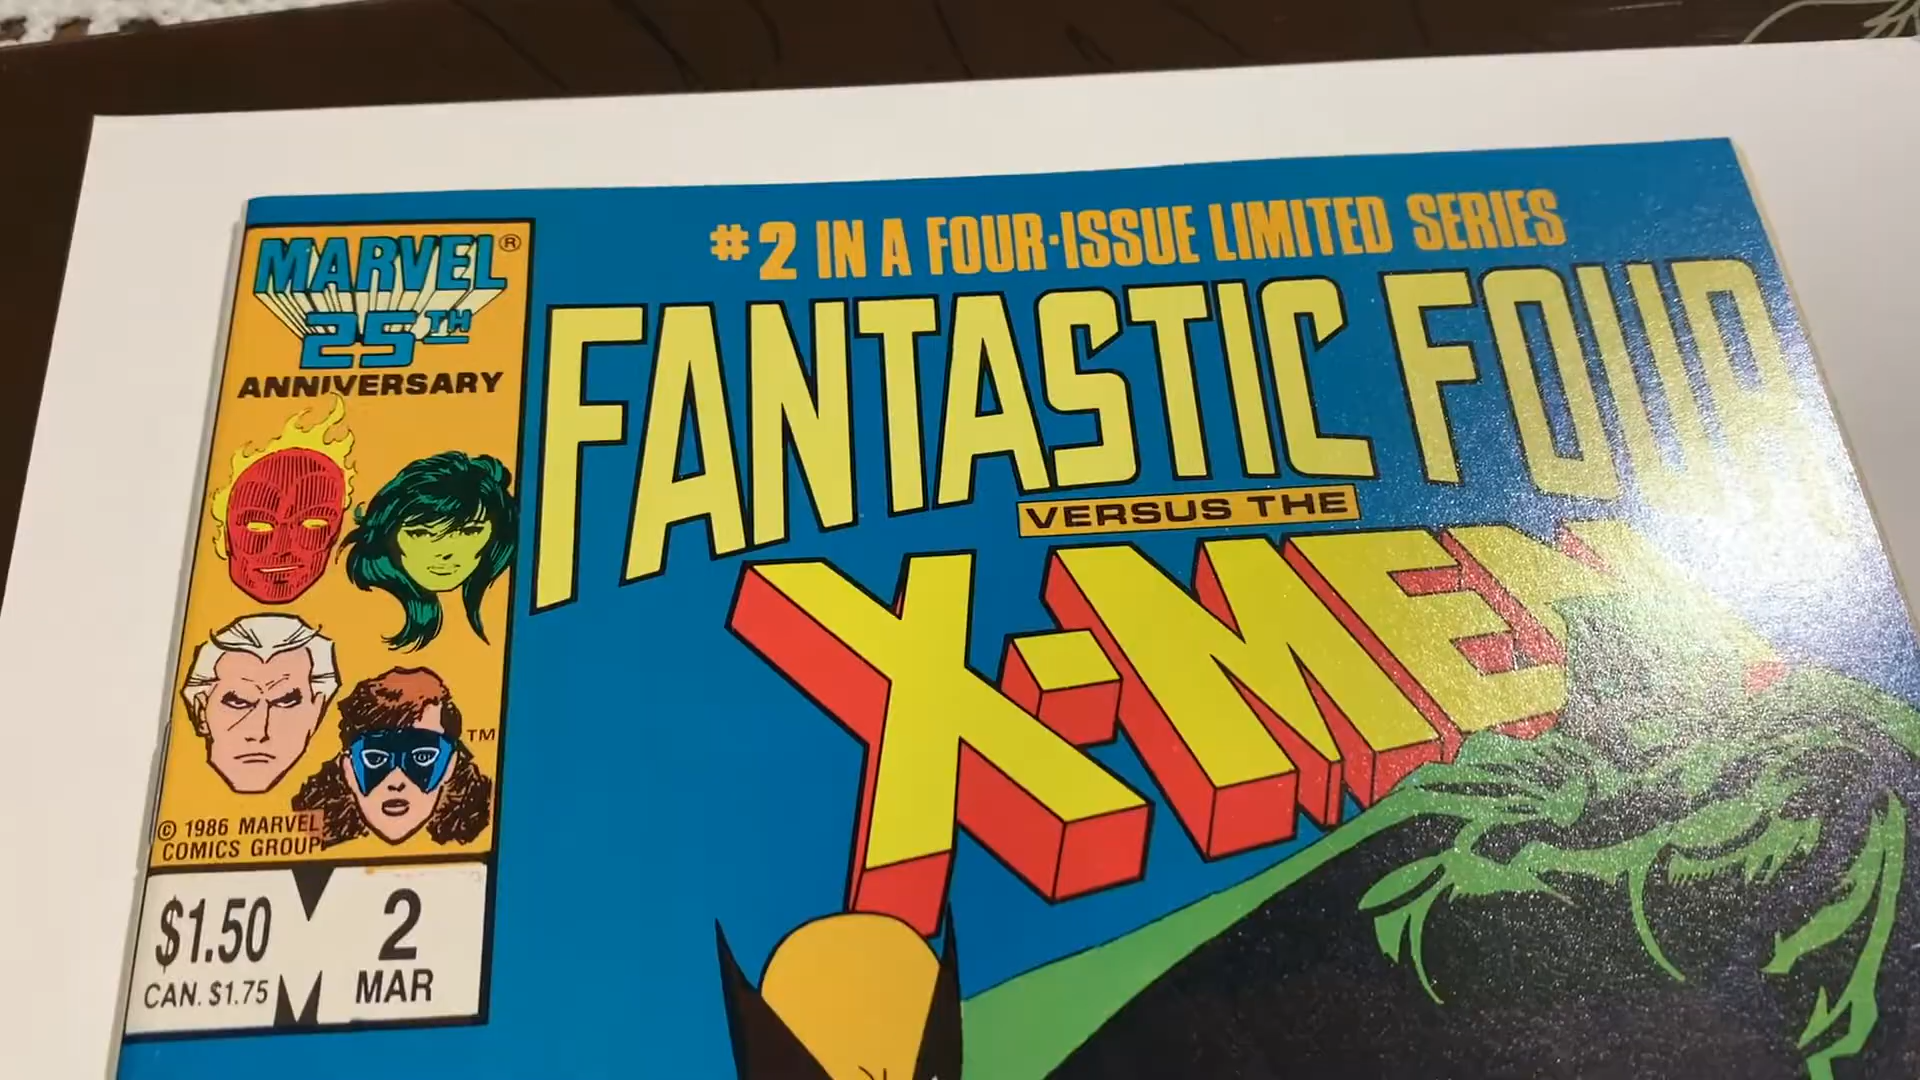 #2 IN A FOUR-ISSUE LIMITED SERIES
MARVEL®
25TH
ANNIVERSARY
FANTASTIC FOUR
VERSUS THE
X-MEN
TM
© 1986 MARVEL
COMICS GROUP
$1.50
2
CAN. $1.75
MAR